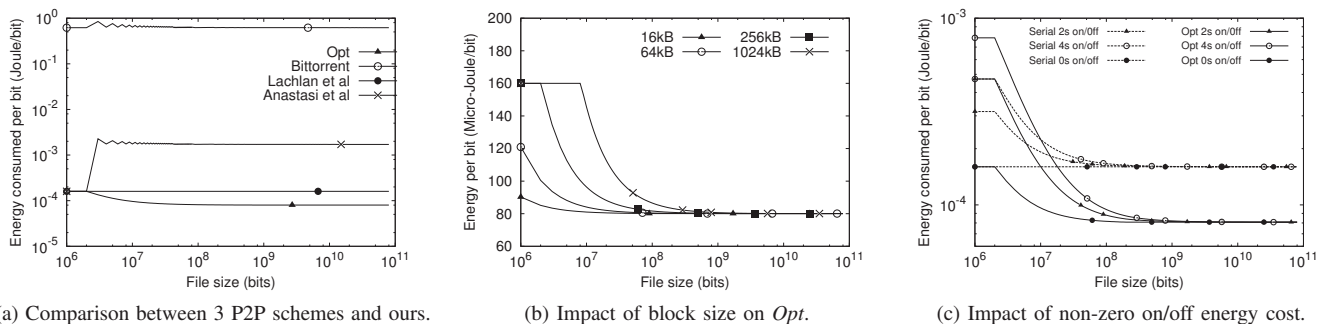 Energy consumed per bit (Joule/bit)
10^0
10^-1
10^-2
10^-3
10^-4
10^-5
Opt
Bittorrent
Lachlan et al
Anastasi et al
10^6 10^7 10^8 10^9 10^10 10^11
File size (bits)
(a) Comparison between 3 P2P schemes and ours.
Energy per bit (Micro-Joule/bit)
200
180
160
140
120
100
80
60
16kB 256kB
64kB 1024kB
10^6 10^7 10^8 10^9 10^10 10^11
File size (bits)
(b) Impact of block size on Opt.
Energy consumed per bit (Joule/bit)
10^-3
10^-4
Serial 2s on/0ff Opt 2s on/0ff
Serial 4s on/off Opt 4s on/off
Serial 0s on/off Opt 0s on/off
10^6 10^7 10^8 10^9 10^10 10^11
File size (bits)
(c) Impact of non-zero on/off energy cost.